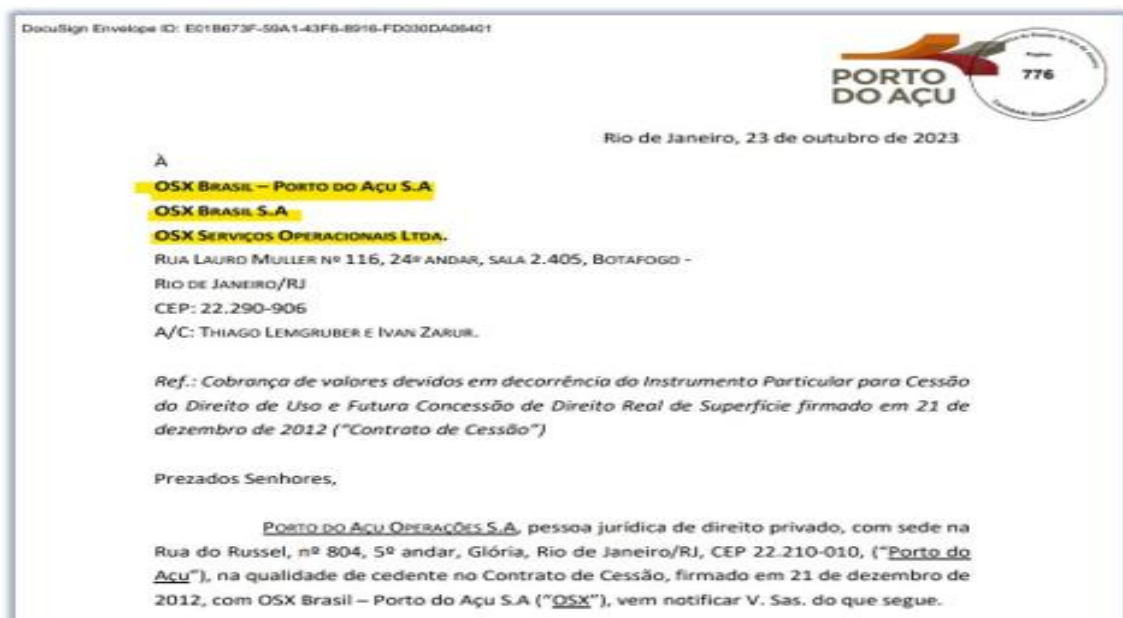 DocuSign Envelope ID: E01B673F-59A1-43F6-8916-FD030DA06401
PORTO
DO AÇU
776
Rio de Janeiro, 23 de outubro de 2023
À
OSX BRASIL – PORTO DO AÇU S.A
OSX BRASIL S.A
OSX SERVIÇOS OPERACIONAIS LTDA.
RUA LAURO MULLER Nº 116, 24º ANDAR, SALA 2.405, BOTAFOGO -
RIO DE JANEIRO/RJ
CEP: 22.290-906
A/C: THIAGO LEMGRUBER E IVAN ZARUR.
Ref.: Cobrança de valores devidos em decorrência do Instrumento Particular para Cessão
do Direito de Uso e Futura Concessão de Direito Real de Superfície firmado em 21 de
dezembro de 2012 (“Contrato de Cessão”)
Prezados Senhores,
PORTO DO AÇU OPERAÇÕES S.A, pessoa jurídica de direito privado, com sede na
Rua do Russel, nº 804, 5º andar, Glória, Rio de Janeiro/RJ, CEP 22.210-010, (“Porto do
Açu”), na qualidade de cedente no Contrato de Cessão, firmado em 21 de dezembro de
2012, com OSX Brasil – Porto do Açu S.A (“OSX”), vem notificar V. Sas. do que segue.